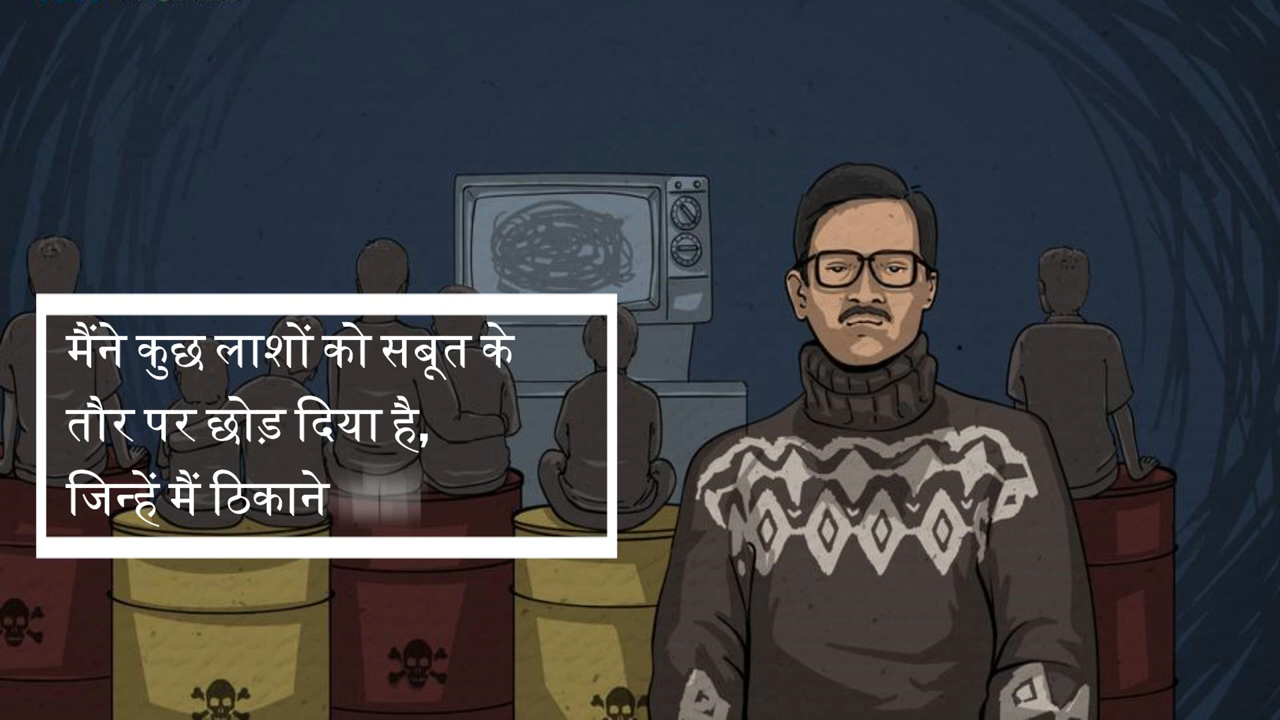 मैंने कुछ लाशों को सबूत के
तौर पर छोड़ दिया है,
जिन्हें मैं ठिकाने